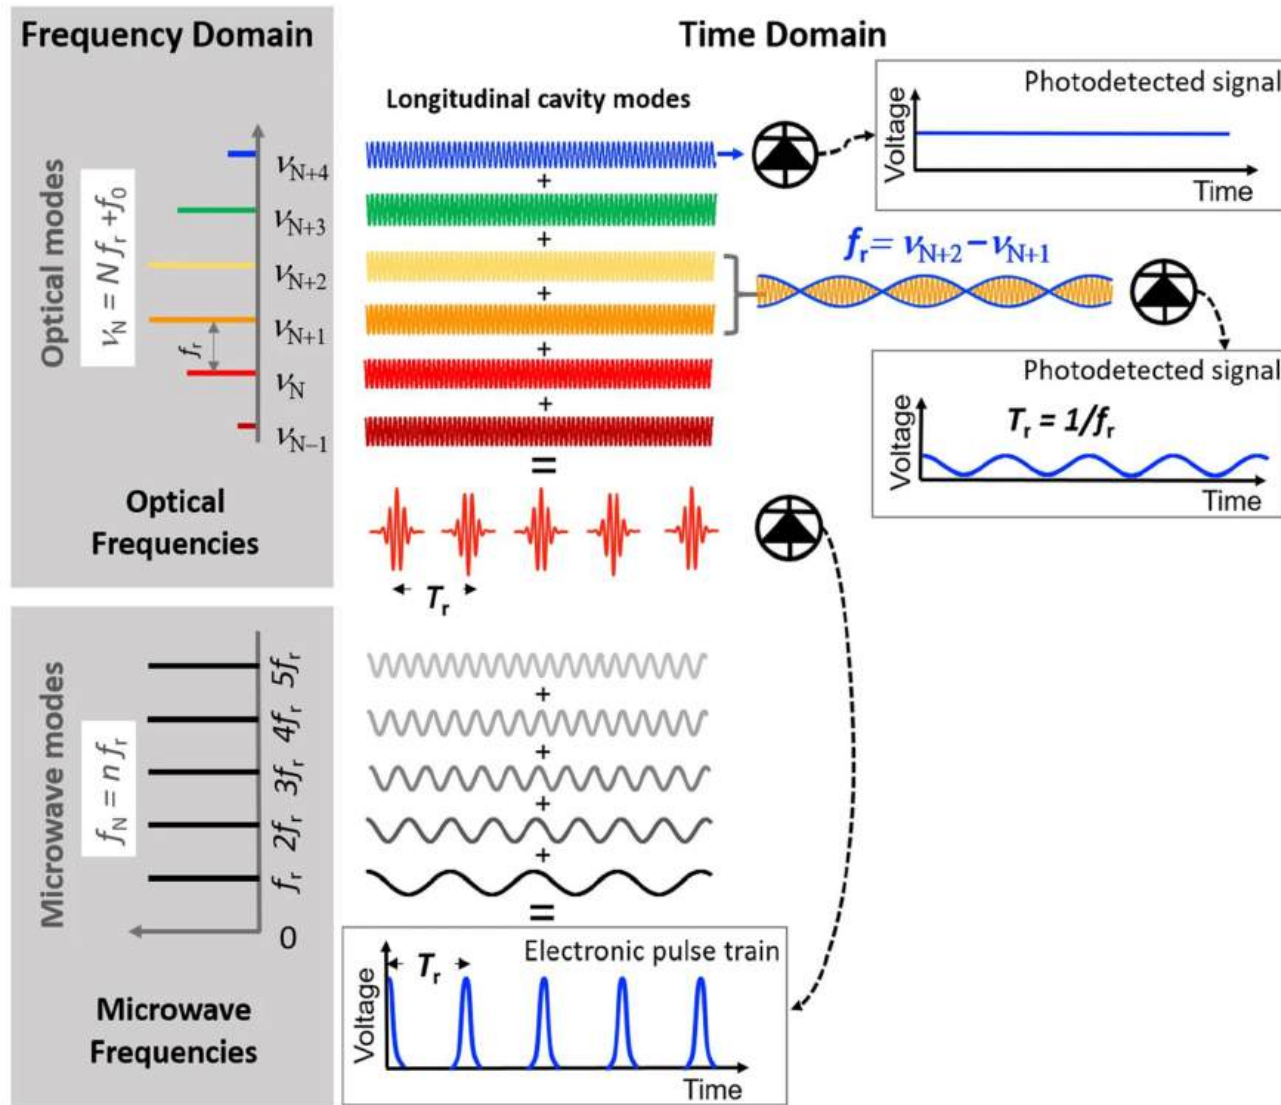 Frequency Domain
Time Domain
Optical modes
ν_N = N f_r + f_0
ν_N+4
ν_N+3
ν_N+2
ν_N+1
f_r
ν_N
ν_N−1
Optical
Frequencies
Longitudinal cavity modes
+
+
+
+
+
=
T_r
Photodetected signal
Voltage
Time
f_r = ν_N+2 − ν_N+1
Photodetected signal
T_r = 1/f_r
Voltage
Time
Microwave modes
f_N = n f_r
5f_r
4f_r
3f_r
2f_r
f_r
0
Microwave
Frequencies
+
+
+
+
=
Electronic pulse train
T_r
Voltage
Time